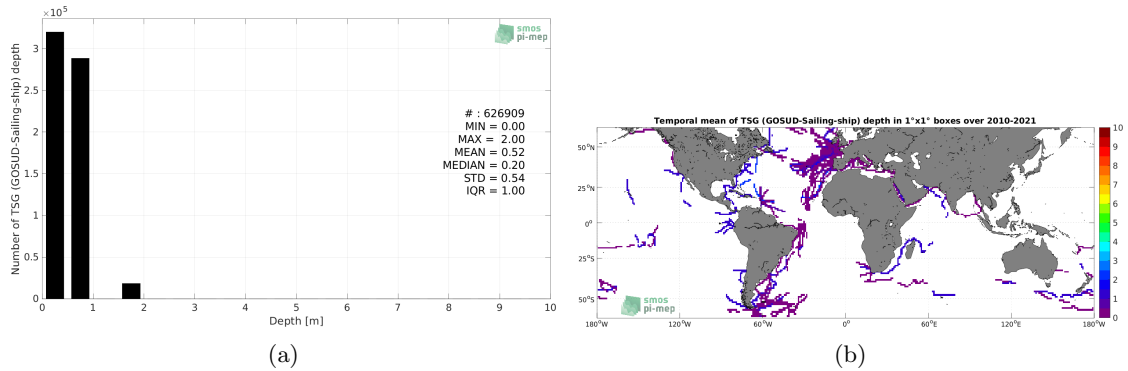 ×10⁵
3
2.5
2
1.5
1
0.5
0
Number of TSG (GOSUD-Sailing-ship) depth
smos
pi-mep
# : 626909
MIN = 0.00
MAX = 2.00
MEAN = 0.52
MEDIAN = 0.20
STD = 0.54
IQR = 1.00
0 1 2 3 4 5 6 7 8 9 10
Depth [m]
(a)
Temporal mean of TSG (GOSUD-Sailing-ship) depth in 1°x1° boxes over 2010-2021
50°N
25°N
0°
25°S
50°S
smos
pi-mep
180°W 120°W 60°W 0° 60°E 120°E 180°E
10
9
8
7
6
5
4
3
2
1
0
(b)